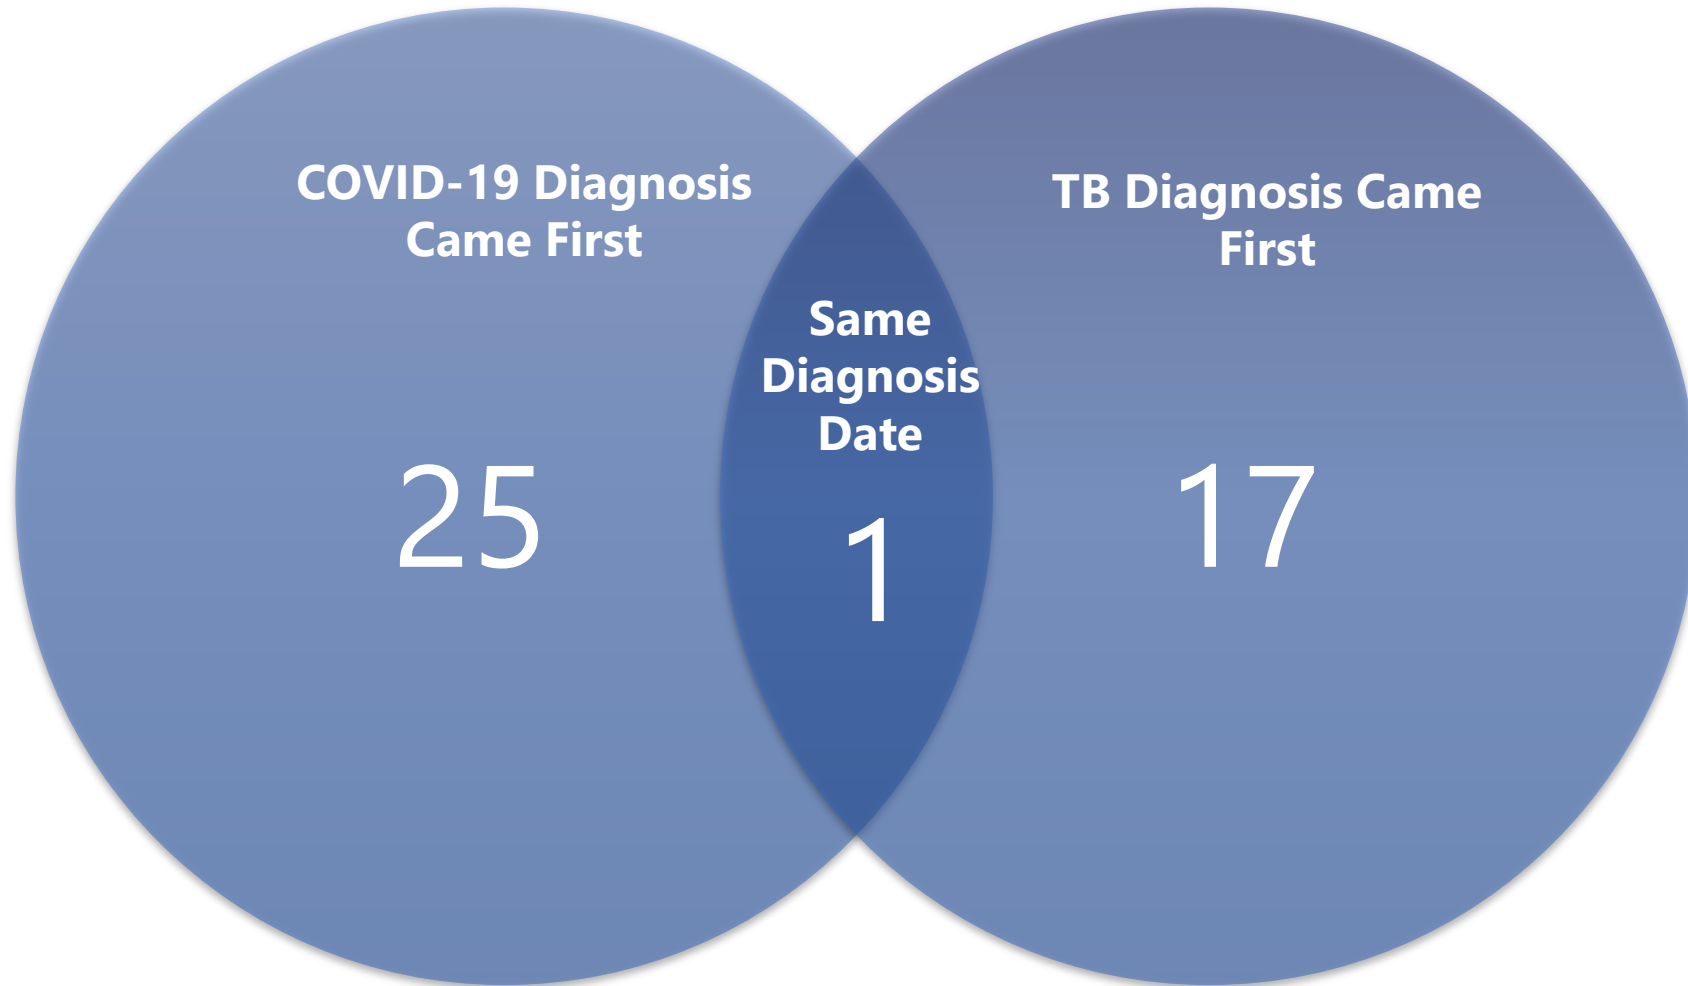 COVID-19 Diagnosis
Came First
25
Same
Diagnosis
Date
1
TB Diagnosis Came
First
17